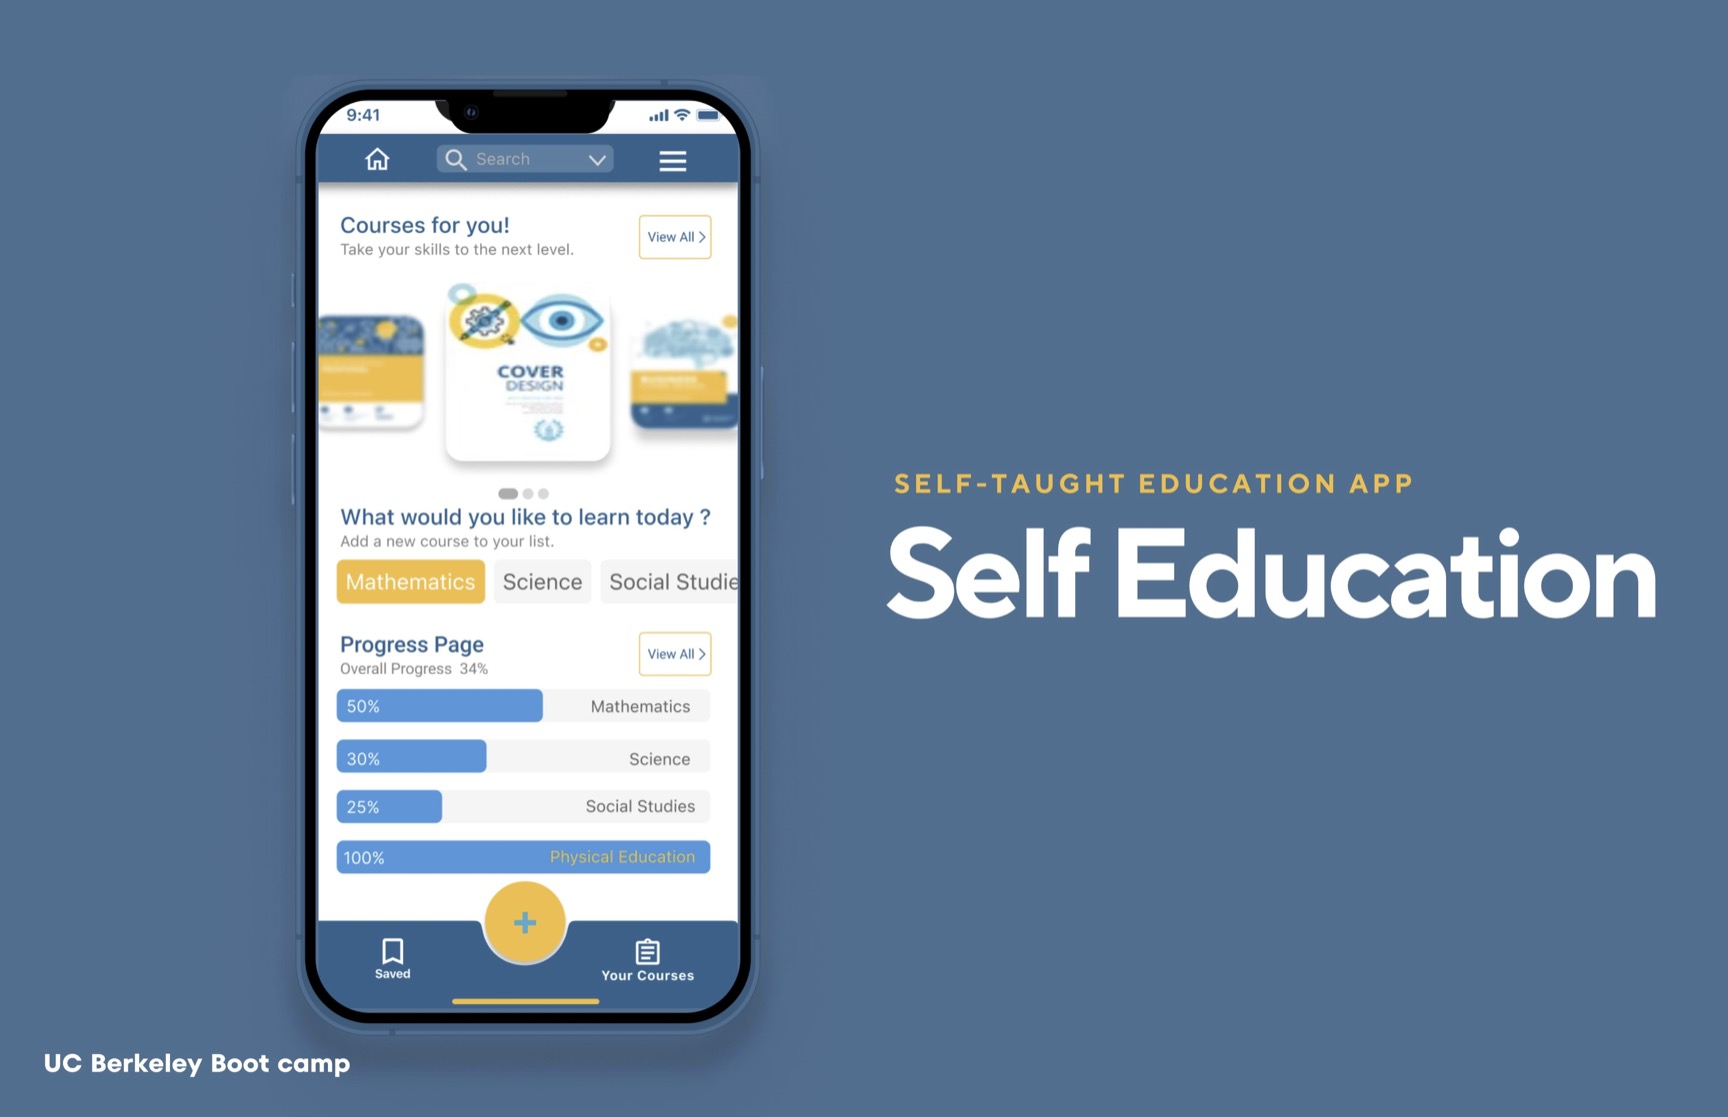 9:41
Search
Courses for you!
Take your skills to the next level.
View All
COVER
DESIGN
What would you like to learn today ?
Add a new course to your list.
Mathematics
Science
Social Studie
Progress Page
Overall Progress 34%
View All
50%
Mathematics
30%
Science
25%
Social Studies
100%
Physical Education
+
Saved
Your Courses
SELF-TAUGHT EDUCATION APP
Self Education
UC Berkeley Boot camp